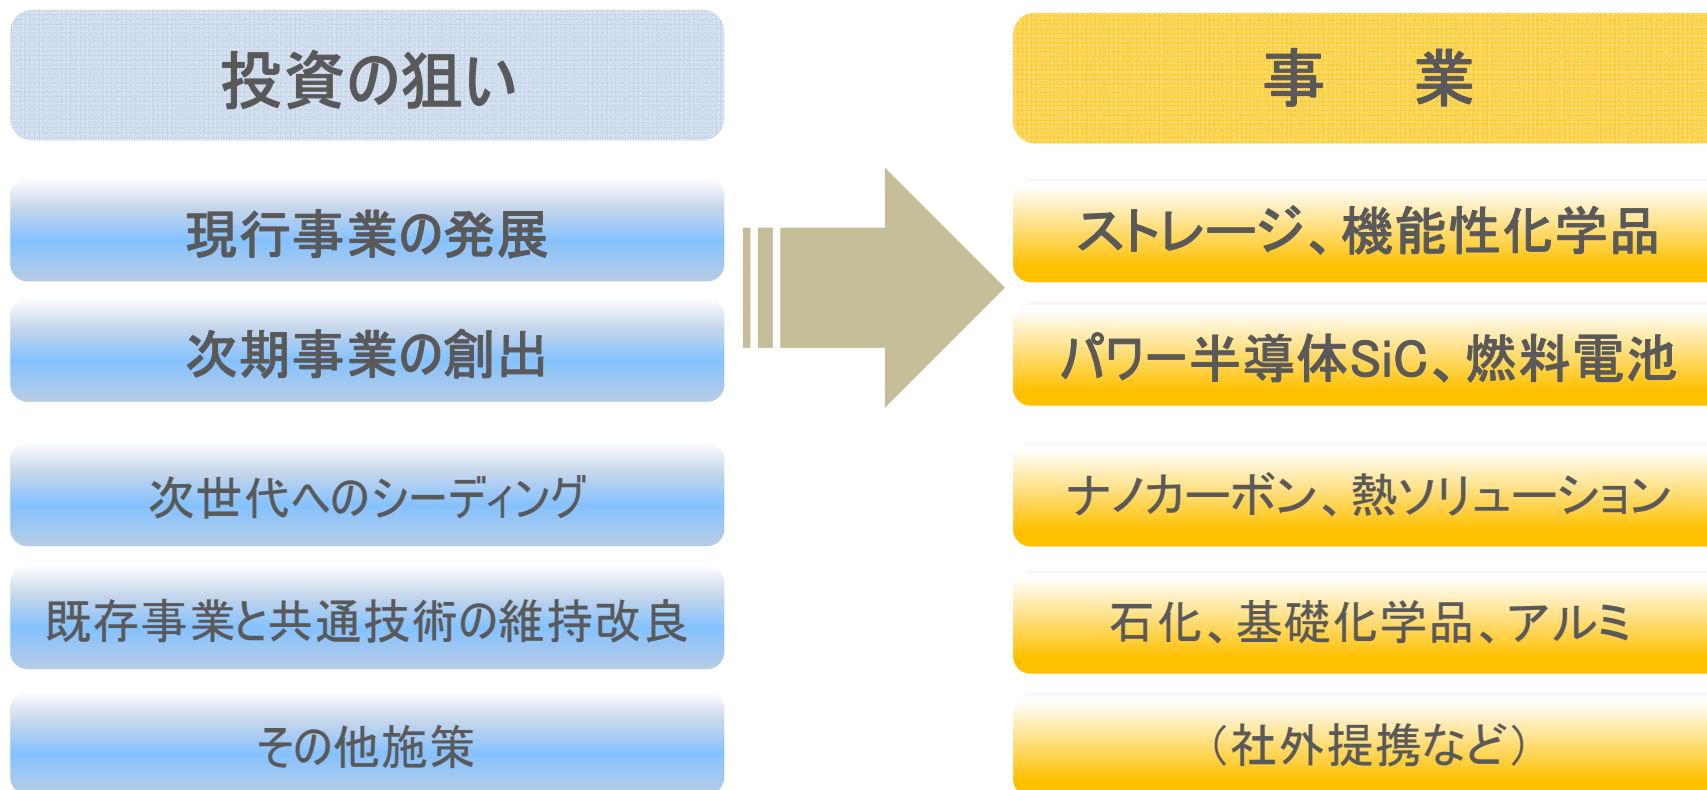 投資の狙い
事　業
現行事業の発展
ストレージ、機能性化学品
次期事業の創出
パワー半導体SiC、燃料電池
次世代へのシーディング
ナノカーボン、熱ソリューション
既存事業と共通技術の維持改良
石化、基礎化学品、アルミ
その他施策
（社外提携など）